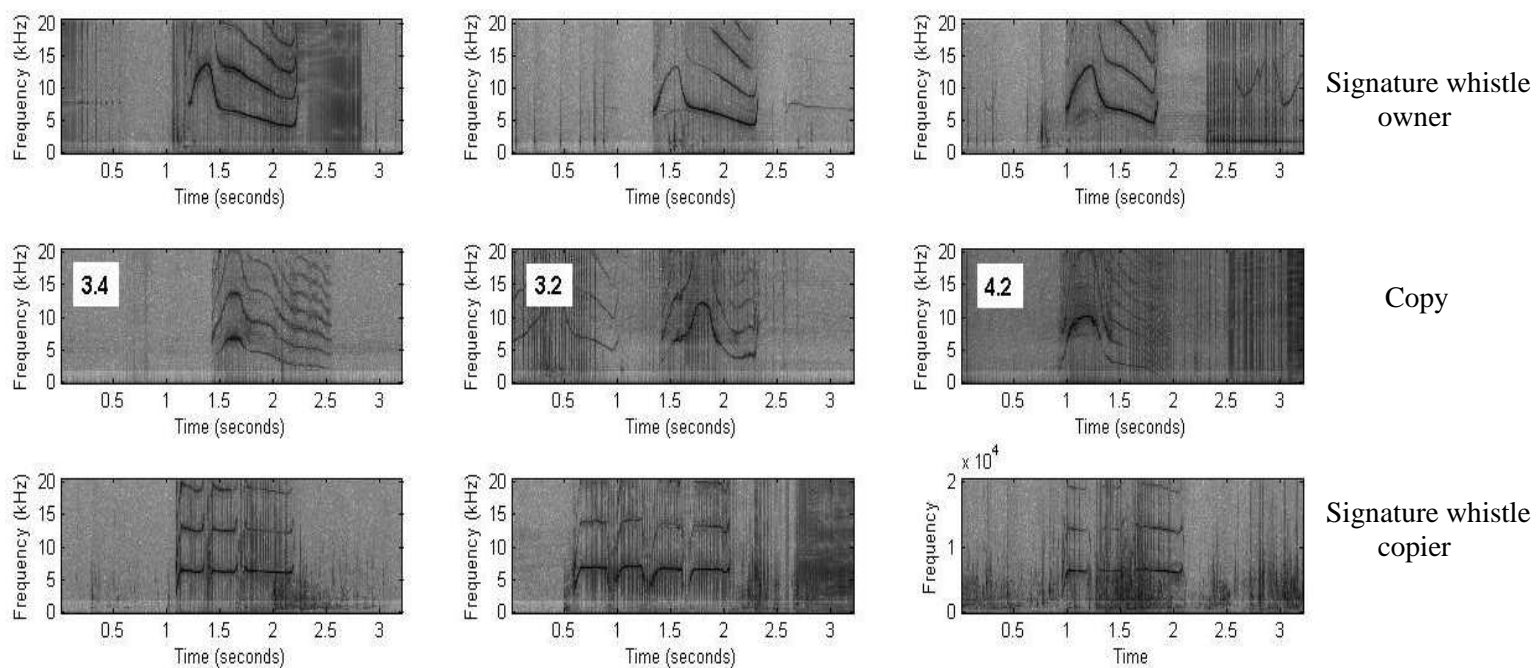 Frequency (kHz)
20
15
10
5
0
0.5 1 1.5 2 2.5 3
Time (seconds)
Frequency (kHz)
20
15
10
5
0
0.5 1 1.5 2 2.5 3
Time (seconds)
Frequency (kHz)
20
15
10
5
0
0.5 1 1.5 2 2.5 3
Time (seconds)
Signature whistle
owner
Frequency (kHz)
20
15
10
5
0
3.4
0.5 1 1.5 2 2.5 3
Time (seconds)
Frequency (kHz)
20
15
10
5
0
3.2
0.5 1 1.5 2 2.5 3
Time (seconds)
Frequency (kHz)
20
15
10
5
0
4.2
0.5 1 1.5 2 2.5 3
Time (seconds)
Copy
Frequency (kHz)
20
15
10
5
0
0.5 1 1.5 2 2.5 3
Time (seconds)
Frequency (kHz)
20
15
10
5
0
0.5 1 1.5 2 2.5 3
Time (seconds)
x 10⁴
Frequency
2
1
0
0.5 1 1.5 2 2.5 3
Time
Signature whistle
copier